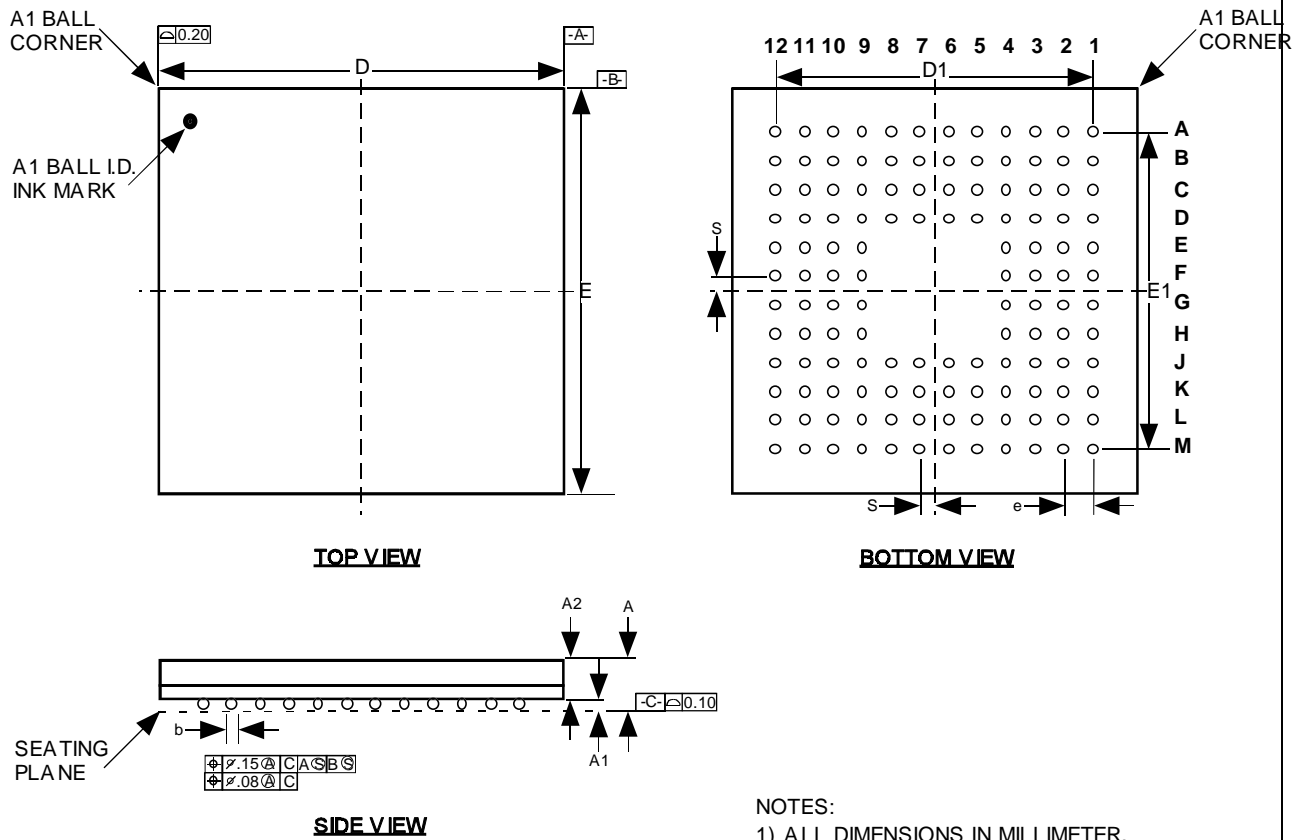 A1 BALL
CORNER
⌓ 0.20
-A-
D
-B-
A1 BALL I.D.
INK MARK
E
TOP VIEW
A1 BALL
CORNER
12 11 10 9 8 7 6 5 4 3 2 1
D1
A
B
C
D
E
F
G
H
J
K
L
M
S
E1
S
e
BOTTOM VIEW
A2
A
-C- ⌓ 0.10
b
A1
SEATING
PLANE
⌖ ⌀.15 Ⓐ C A Ⓢ B Ⓢ
⌖ ⌀.08 Ⓐ C
SIDE VIEW
NOTES:
1) ALL DIMENSIONS IN MILLIMETER.